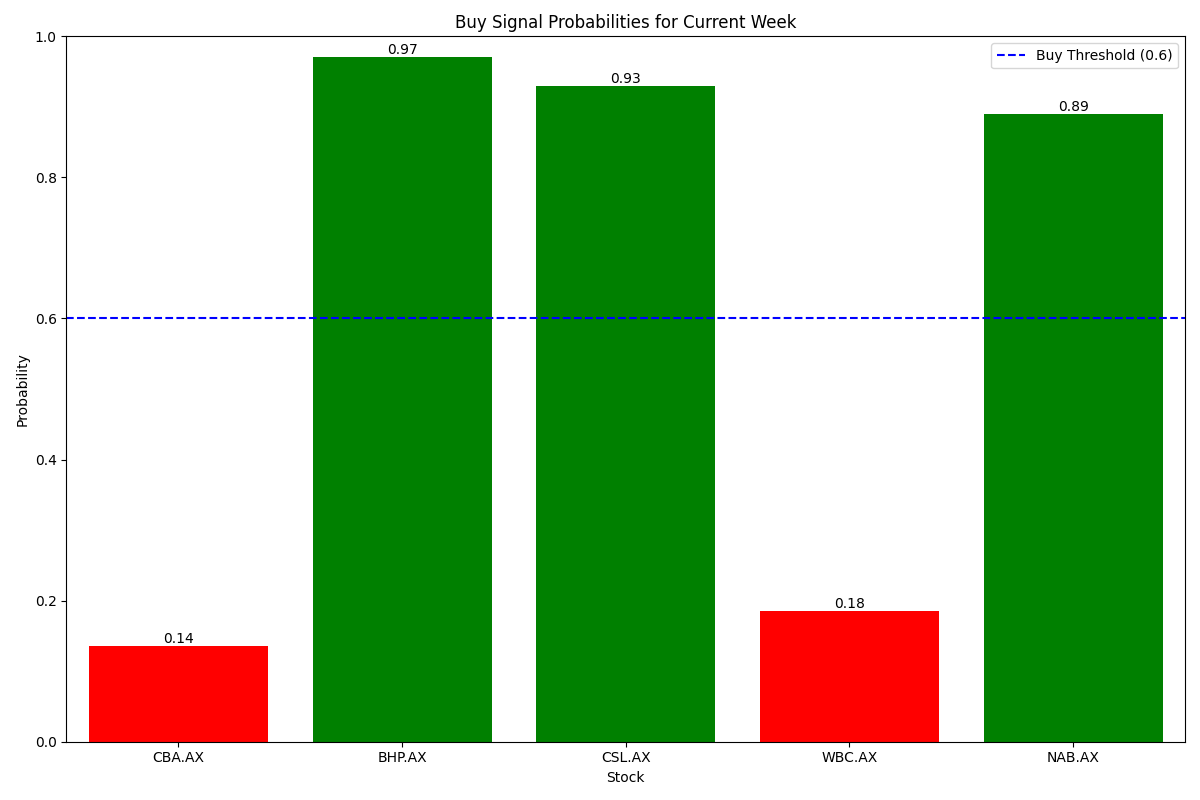 Buy Signal Probabilities for Current Week
Buy Threshold (0.6)
1.0
0.8
0.6
0.4
0.2
0.0
Probability
0.14
0.97
0.93
0.18
0.89
CBA.AX
BHP.AX
CSL.AX
WBC.AX
NAB.AX
Stock